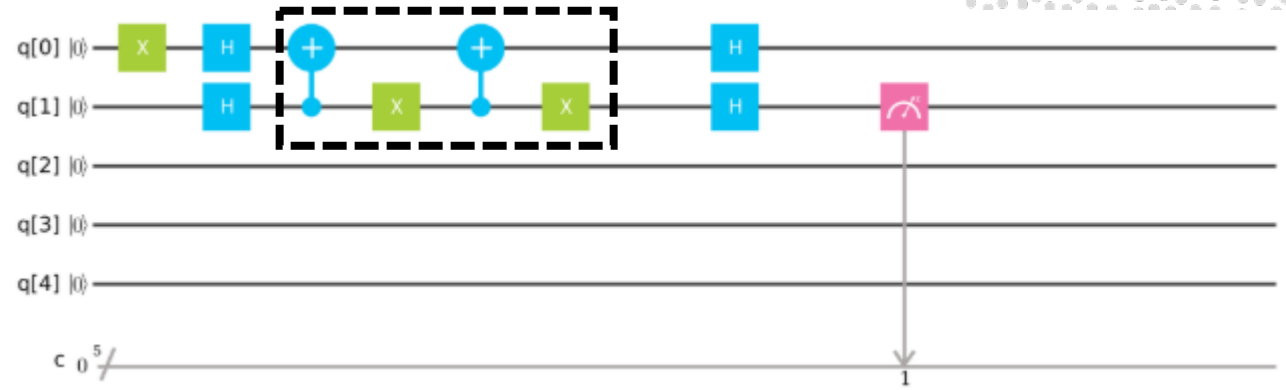 q[0] |0⟩ X H + + H
q[1] |0⟩ H X X H
q[2] |0⟩
q[3] |0⟩
q[4] |0⟩
c 0 5
1